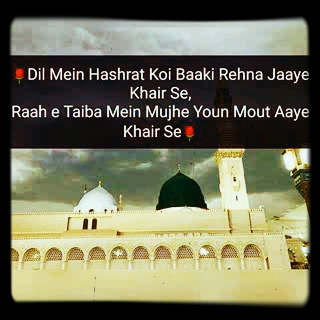 🌹Dil Mein Hashrat Koi Baaki Rehna Jaaye
Khair Se,
Raah e Taiba Mein Mujhe Youn Mout Aaye
Khair Se🌹